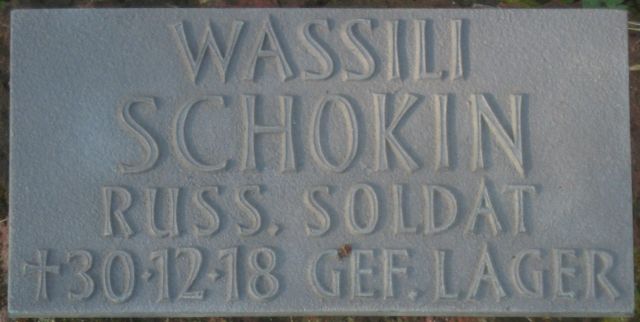 WASSILI
SCHOKIN
RUSS. SOLDAT
†30·12·18 GEF. LAGER